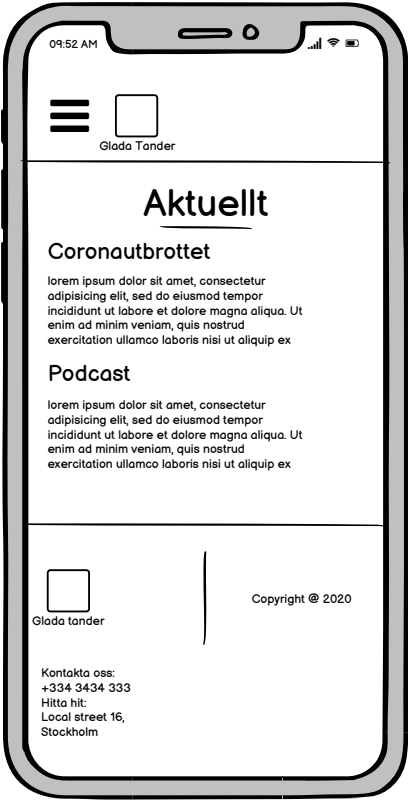 09:52 AM
Glada Tander
Aktuellt
Coronautbrottet
lorem ipsum dolor sit amet, consectetur
adipisicing elit, sed do eiusmod tempor
incididunt ut labore et dolore magna aliqua. Ut
enim ad minim veniam, quis nostrud
exercitation ullamco laboris nisi ut aliquip ex
Podcast
lorem ipsum dolor sit amet, consectetur
adipisicing elit, sed do eiusmod tempor
incididunt ut labore et dolore magna aliqua. Ut
enim ad minim veniam, quis nostrud
exercitation ullamco laboris nisi ut aliquip ex
Glada tander
Copyright @ 2020
Kontakta oss:
+334 3434 333
Hitta hit:
Local street 16,
Stockholm